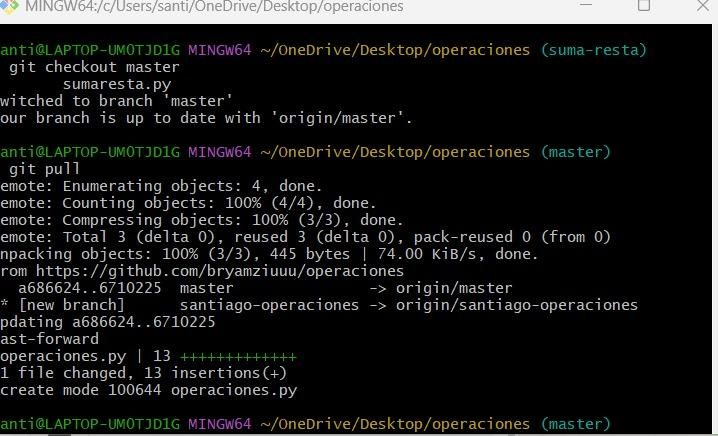 MINGW64:/c/Users/santi/OneDrive/Desktop/operaciones
anti@LAPTOP-UM0TJD1G MINGW64 ~/OneDrive/Desktop/operaciones (suma-resta)
git checkout master
sumaresta.py
witched to branch 'master'
our branch is up to date with 'origin/master'.
anti@LAPTOP-UM0TJD1G MINGW64 ~/OneDrive/Desktop/operaciones (master)
git pull
emote: Enumerating objects: 4, done.
emote: Counting objects: 100% (4/4), done.
emote: Compressing objects: 100% (3/3), done.
emote: Total 3 (delta 0), reused 3 (delta 0), pack-reused 0 (from 0)
npacking objects: 100% (3/3), 445 bytes | 74.00 KiB/s, done.
rom https://github.com/bryamziuuu/operaciones
a686624..6710225  master                     -> origin/master
* [new branch]      santiago-operaciones -> origin/santiago-operaciones
pdating a686624..6710225
ast-forward
operaciones.py | 13 +++++++++++++
1 file changed, 13 insertions(+)
create mode 100644 operaciones.py
anti@LAPTOP-UM0TJD1G MINGW64 ~/OneDrive/Desktop/operaciones (master)